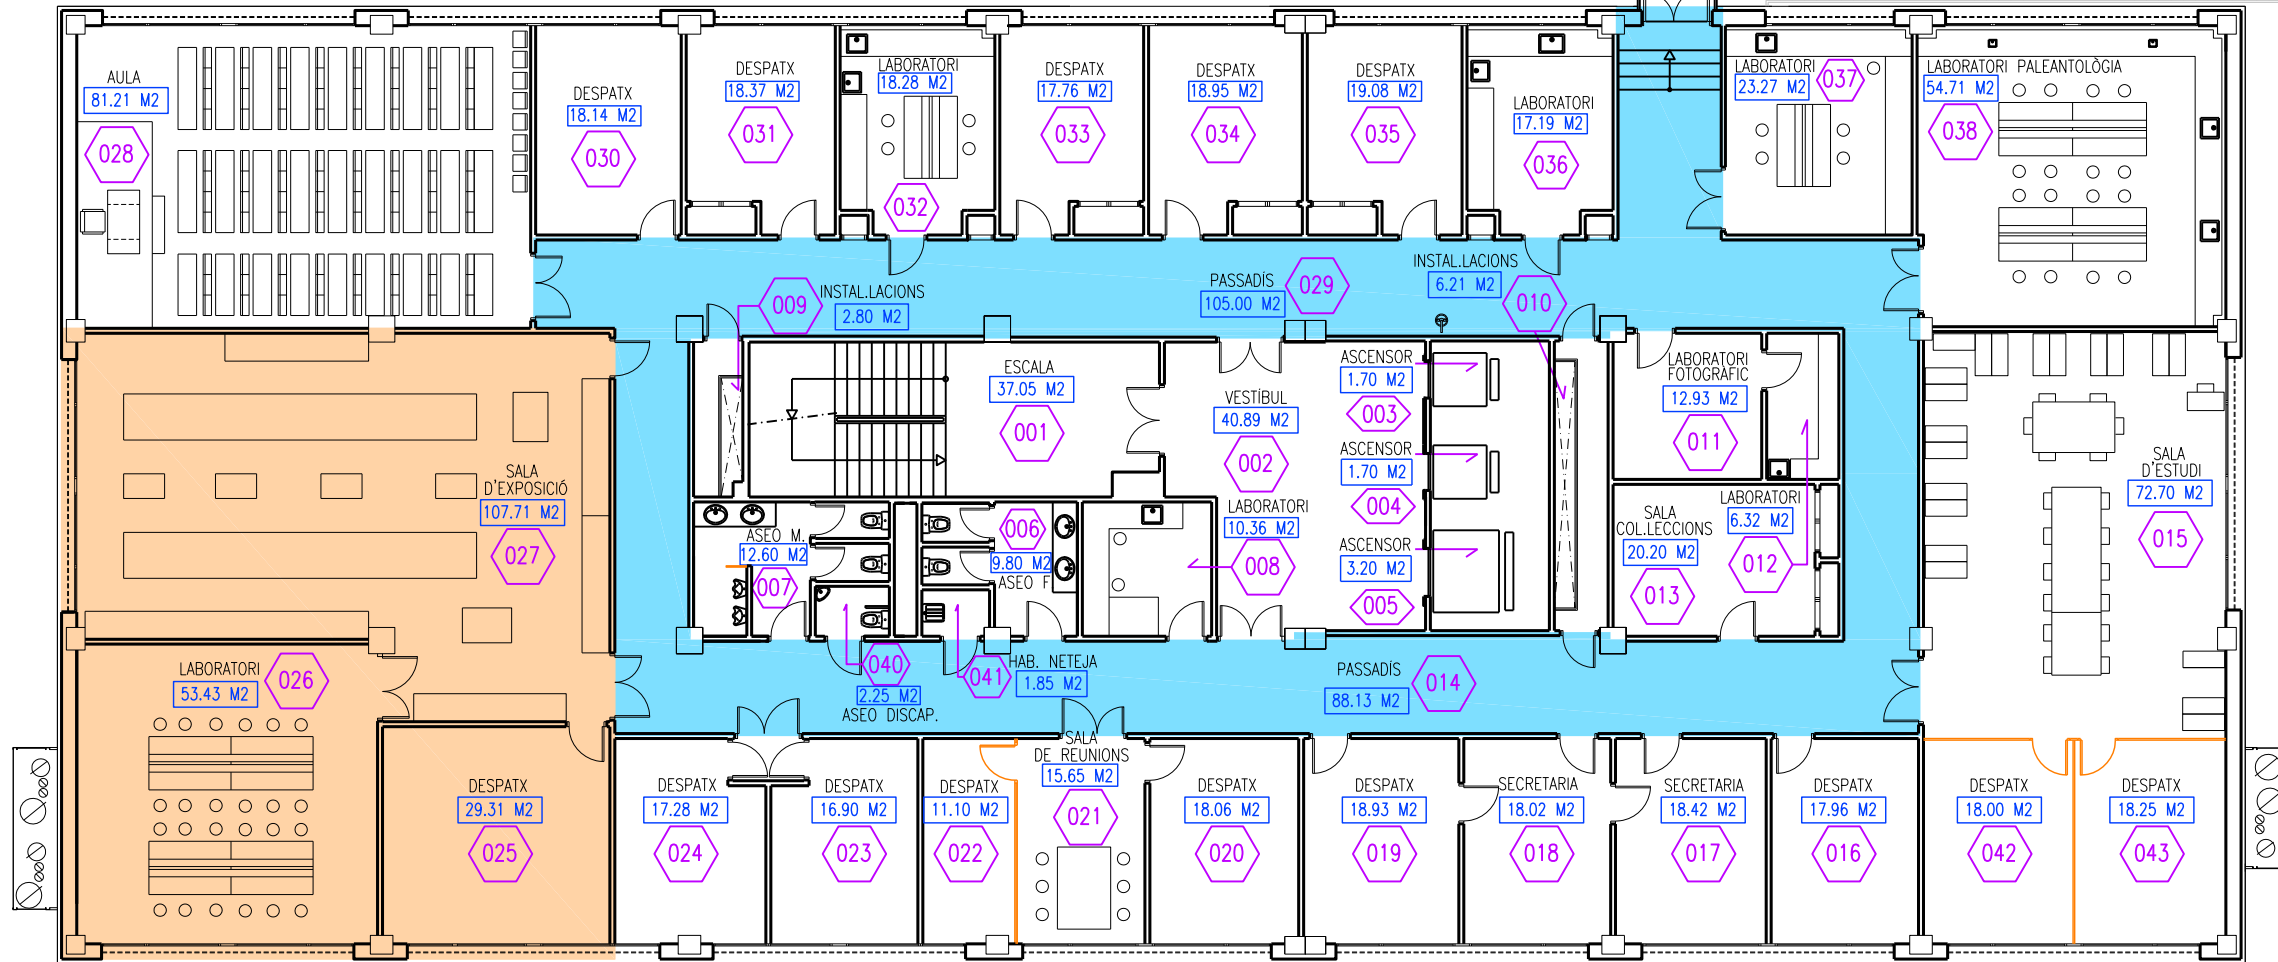 AULA
81.21 M2
028
DESPATX
18.14 M2
030
DESPATX
18.37 M2
031
LABORATORI
18.28 M2
032
DESPATX
17.76 M2
033
DESPATX
18.95 M2
034
DESPATX
19.08 M2
035
LABORATORI
17.19 M2
036
LABORATORI
23.27 M2
037
LABORATORI PALEANTOLÒGIA
54.71 M2
038
009
INSTAL.LACIONS
2.80 M2
PASSADÍS
105.00 M2
029
INSTAL.LACIONS
6.21 M2
010
ESCALA
37.05 M2
001
VESTÍBUL
40.89 M2
002
ASCENSOR
1.70 M2
003
ASCENSOR
1.70 M2
004
ASCENSOR
3.20 M2
005
LABORATORI
FOTOGRÀFIC
12.93 M2
011
LABORATORI
6.32 M2
012
SALA
COL.LECCIONS
20.20 M2
013
SALA
D'ESTUDI
72.70 M2
015
SALA
D'EXPOSICIÓ
107.71 M2
027
ASEO M.
12.60 M2
007
006
9.80 M2
ASEO F
LABORATORI
10.36 M2
008
LABORATORI
53.43 M2
026
040
2.25 M2
ASEO DISCAP.
041
HAB. NETEJA
1.85 M2
PASSADÍS
88.13 M2
014
DESPATX
29.31 M2
025
DESPATX
17.28 M2
024
DESPATX
16.90 M2
023
DESPATX
11.10 M2
022
SALA
DE REUNIONS
15.65 M2
021
DESPATX
18.06 M2
020
DESPATX
18.93 M2
019
SECRETARIA
18.02 M2
018
SECRETARIA
18.42 M2
017
DESPATX
17.96 M2
016
DESPATX
18.00 M2
042
DESPATX
18.25 M2
043